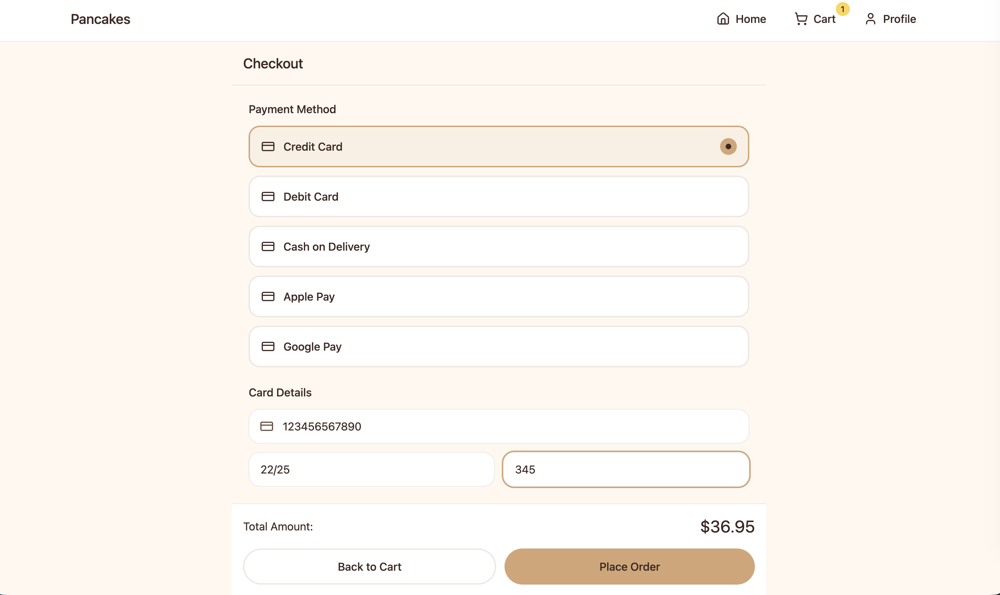 Pancakes
Home
Cart
1
Profile
Checkout
Payment Method
Credit Card
Debit Card
Cash on Delivery
Apple Pay
Google Pay
Card Details
123456567890
22/25
345
Total Amount:
$36.95
Back to Cart
Place Order